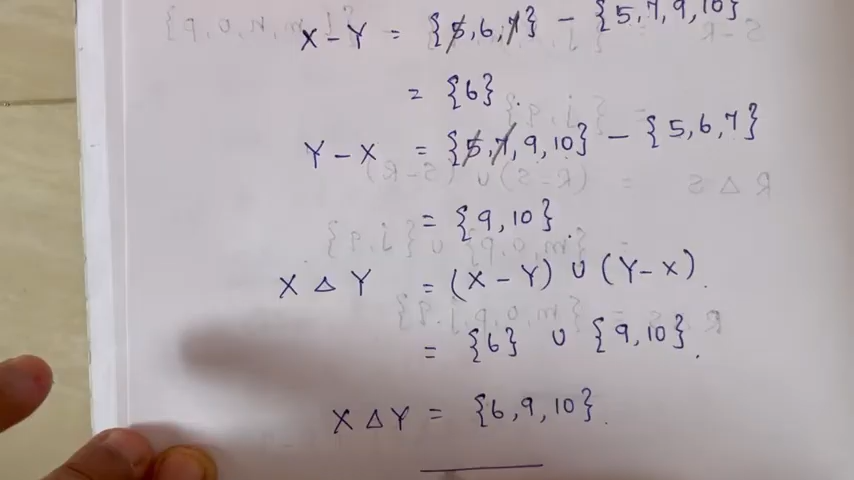 X - Y = {5, 6, 7} - {5, 7, 9, 10}
= {6}.
Y - X = {5, 7, 9, 10} - {5, 6, 7}
= {9, 10}.
X Δ Y = (X - Y) ∪ (Y - X).
= {6} ∪ {9, 10}.
X Δ Y = {6, 9, 10}.